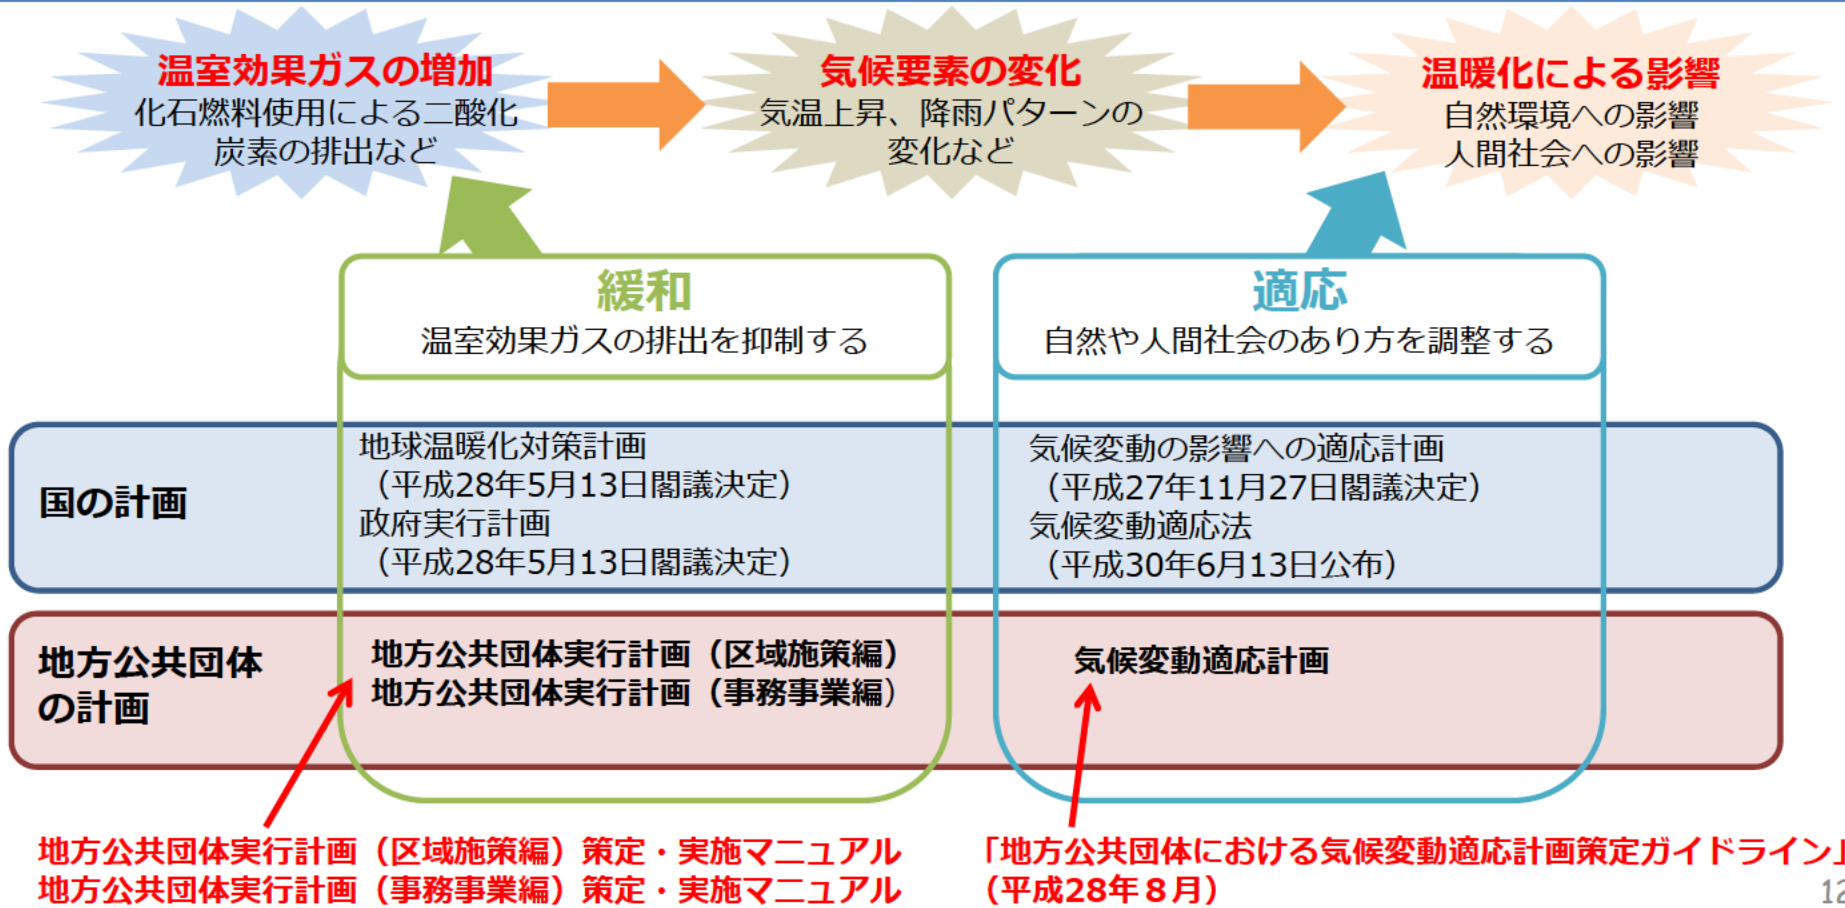 温室効果ガスの増加
化石燃料使用による二酸化
炭素の排出など
気候要素の変化
気温上昇、降雨パターンの
変化など
温暖化による影響
自然環境への影響
人間社会への影響
緩和
温室効果ガスの排出を抑制する
適応
自然や人間社会のあり方を調整する
国の計画
地球温暖化対策計画
（平成28年5月13日閣議決定）
政府実行計画
（平成28年5月13日閣議決定）
気候変動の影響への適応計画
（平成27年11月27日閣議決定）
気候変動適応法
（平成30年6月13日公布）
地方公共団体
の計画
地方公共団体実行計画（区域施策編）
地方公共団体実行計画（事務事業編）
気候変動適応計画
地方公共団体実行計画（区域施策編）策定・実施マニュアル
地方公共団体実行計画（事務事業編）策定・実施マニュアル
「地方公共団体における気候変動適応計画策定ガイドライン」
（平成28年８月）
12